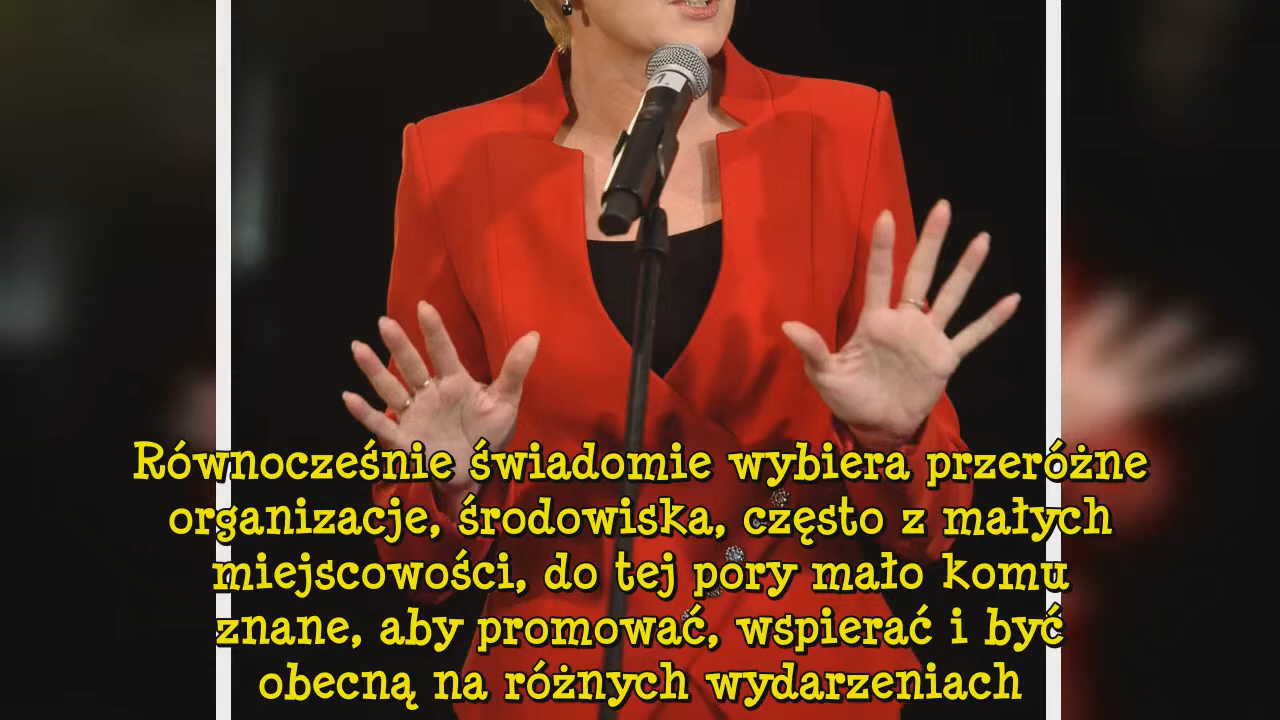 1.
Równocześnie świadomie wybiera przeróżne
organizacje, środowiska, często z małych
miejscowości, do tej pory mało komu
znane, aby promować, wspierać i być
obecną na różnych wydarzeniach